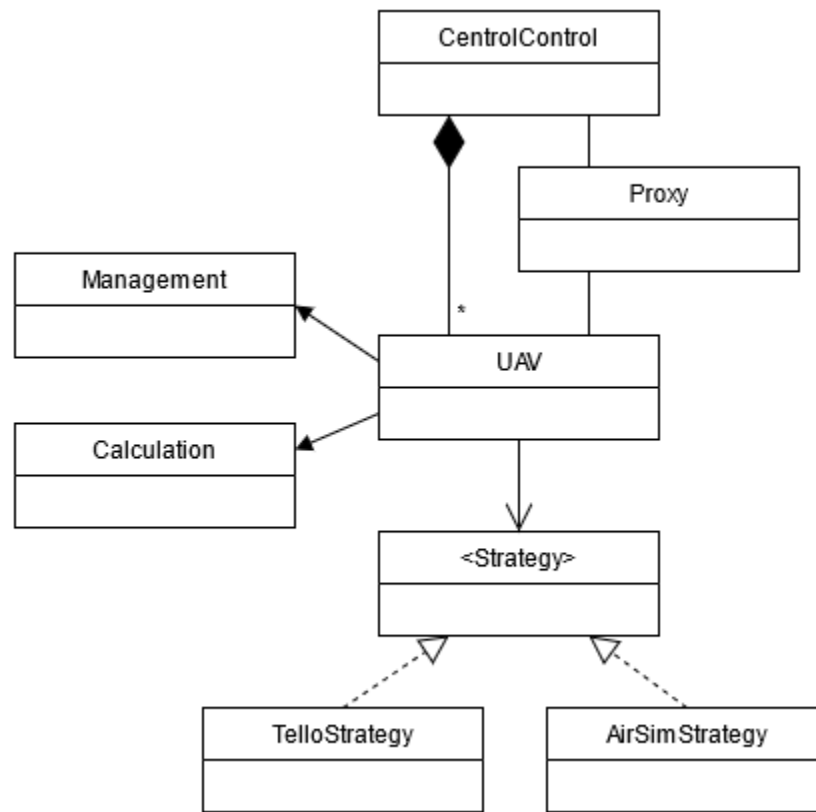 CentrolControl
Proxy
Management
*
UAV
Calculation
<Strategy>
TelloStrategy
AirSimStrategy